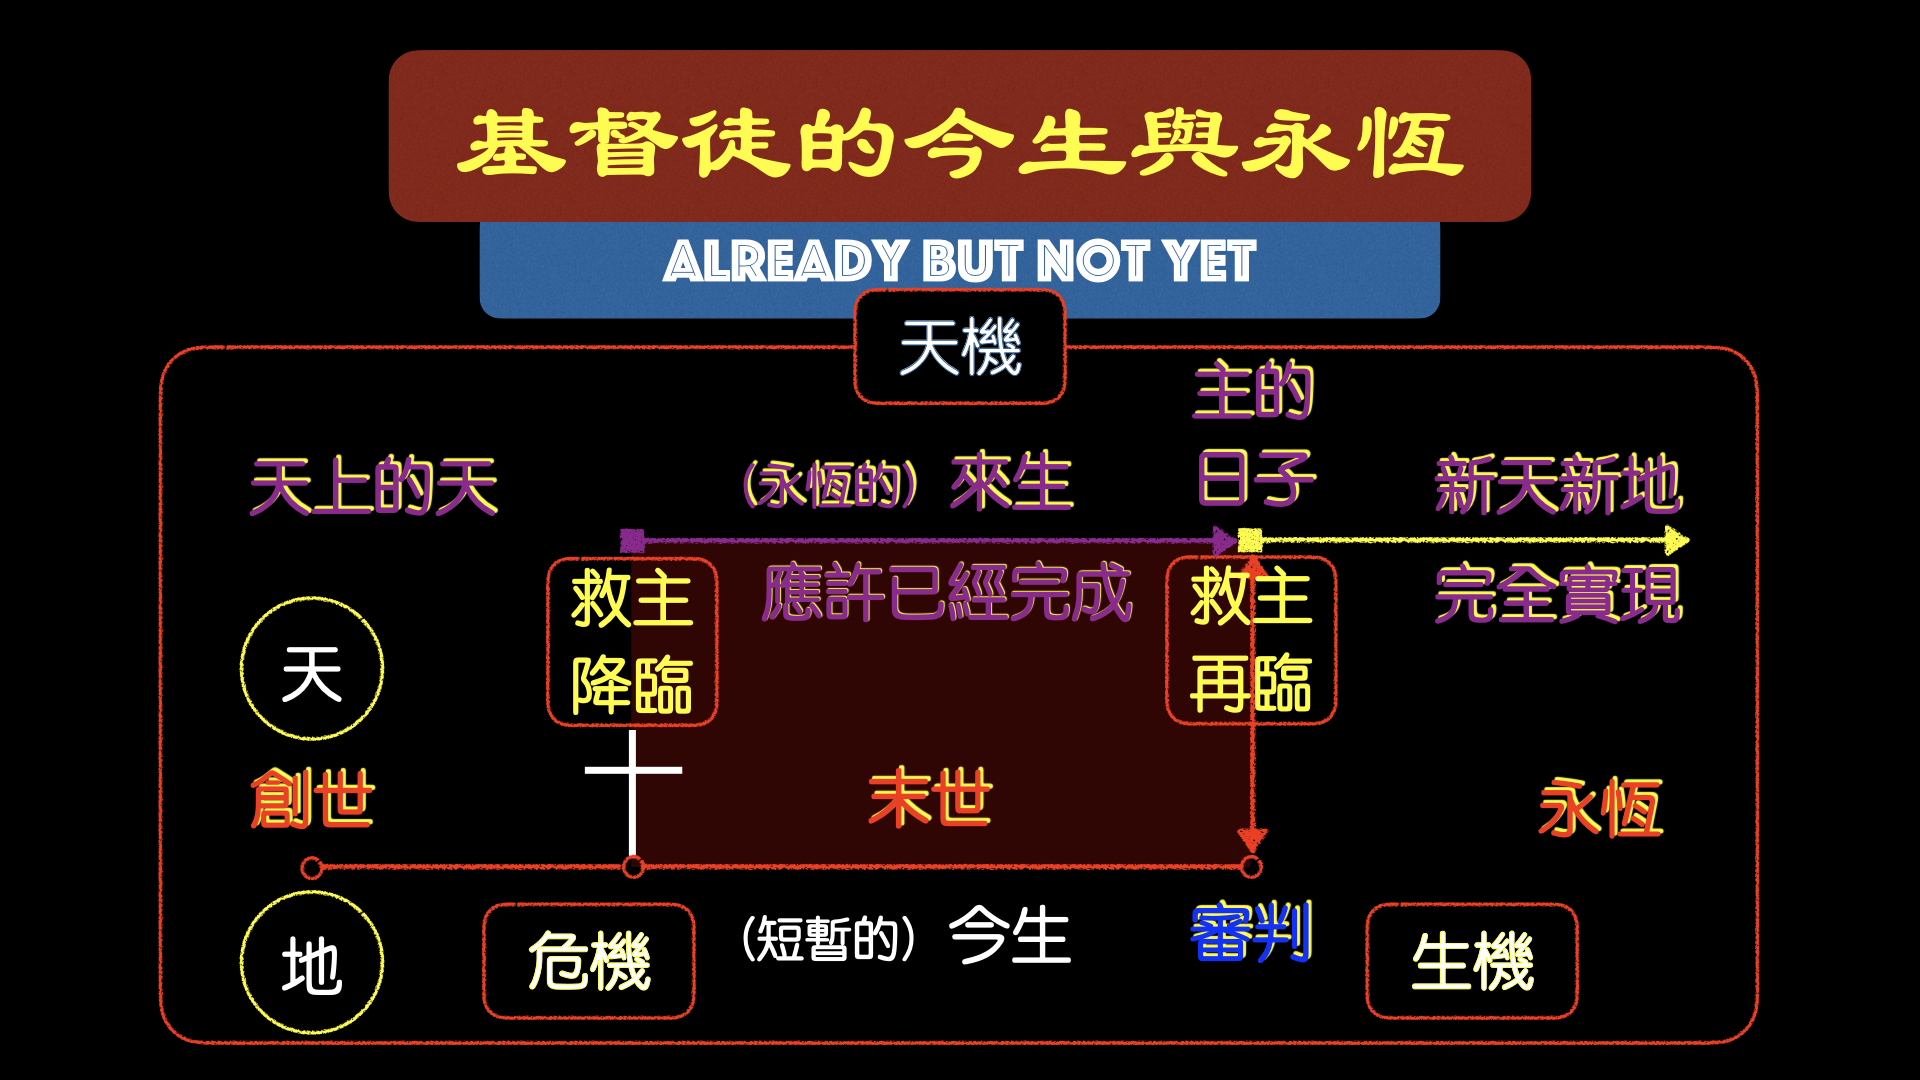 基督徒的今生與永恆
ALREADY BUT NOT YET
天機
主的
日子
天上的天
(永恆的) 來生
新天新地
救主
降臨
應許已經完成
救主
再臨
完全實現
天
創世
末世
永恆
地
危機
(短暫的) 今生
審判
生機